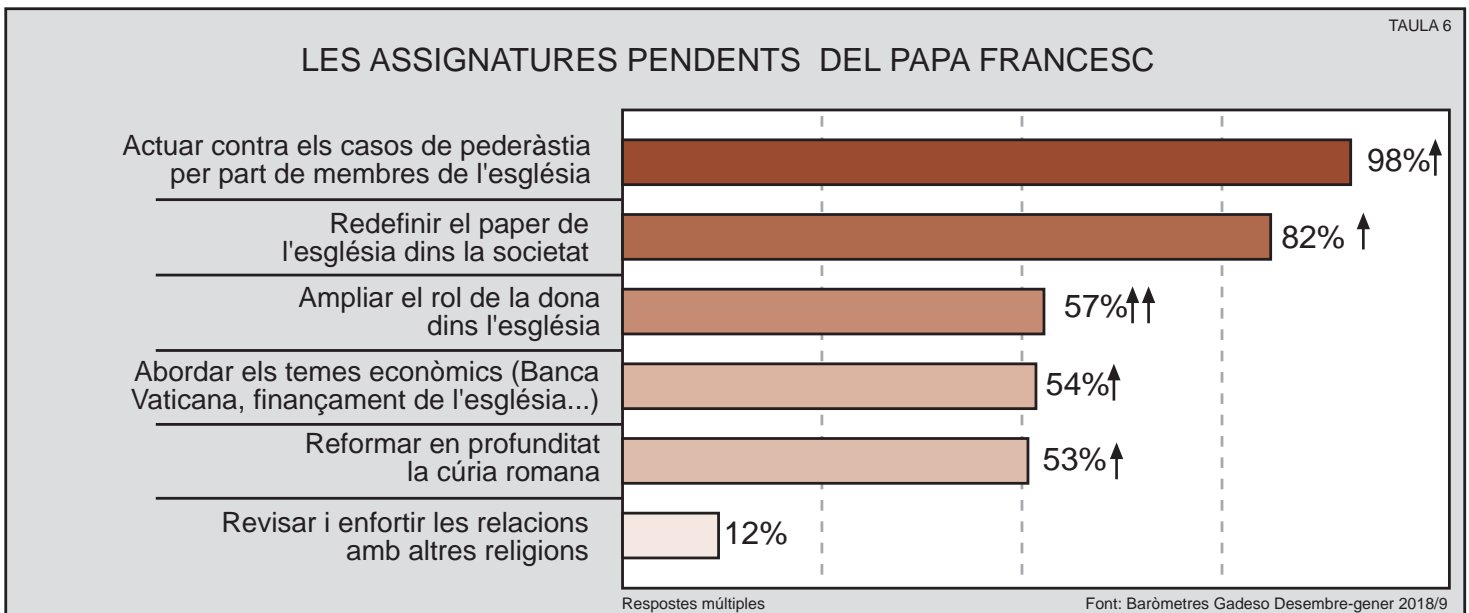 TAULA 6
LES ASSIGNATURES PENDENTS DEL PAPA FRANCESC
Actuar contra els casos de pederàstia
per part de membres de l'església
98%
Redefinir el paper de
l'església dins la societat
82%
Ampliar el rol de la dona
dins l'església
57%
Abordar els temes econòmics (Banca
Vaticana, finançament de l'església...)
54%
Reformar en profunditat
la cúria romana
53%
Revisar i enfortir les relacions
amb altres religions
12%
Respostes múltiples
Font: Baròmetres Gadeso Desembre-gener 2018/9